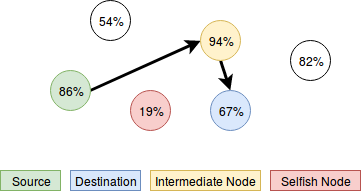 54%
94%
82%
86%
19%
67%
Source
Destination
Intermediate Node
Selfish Node